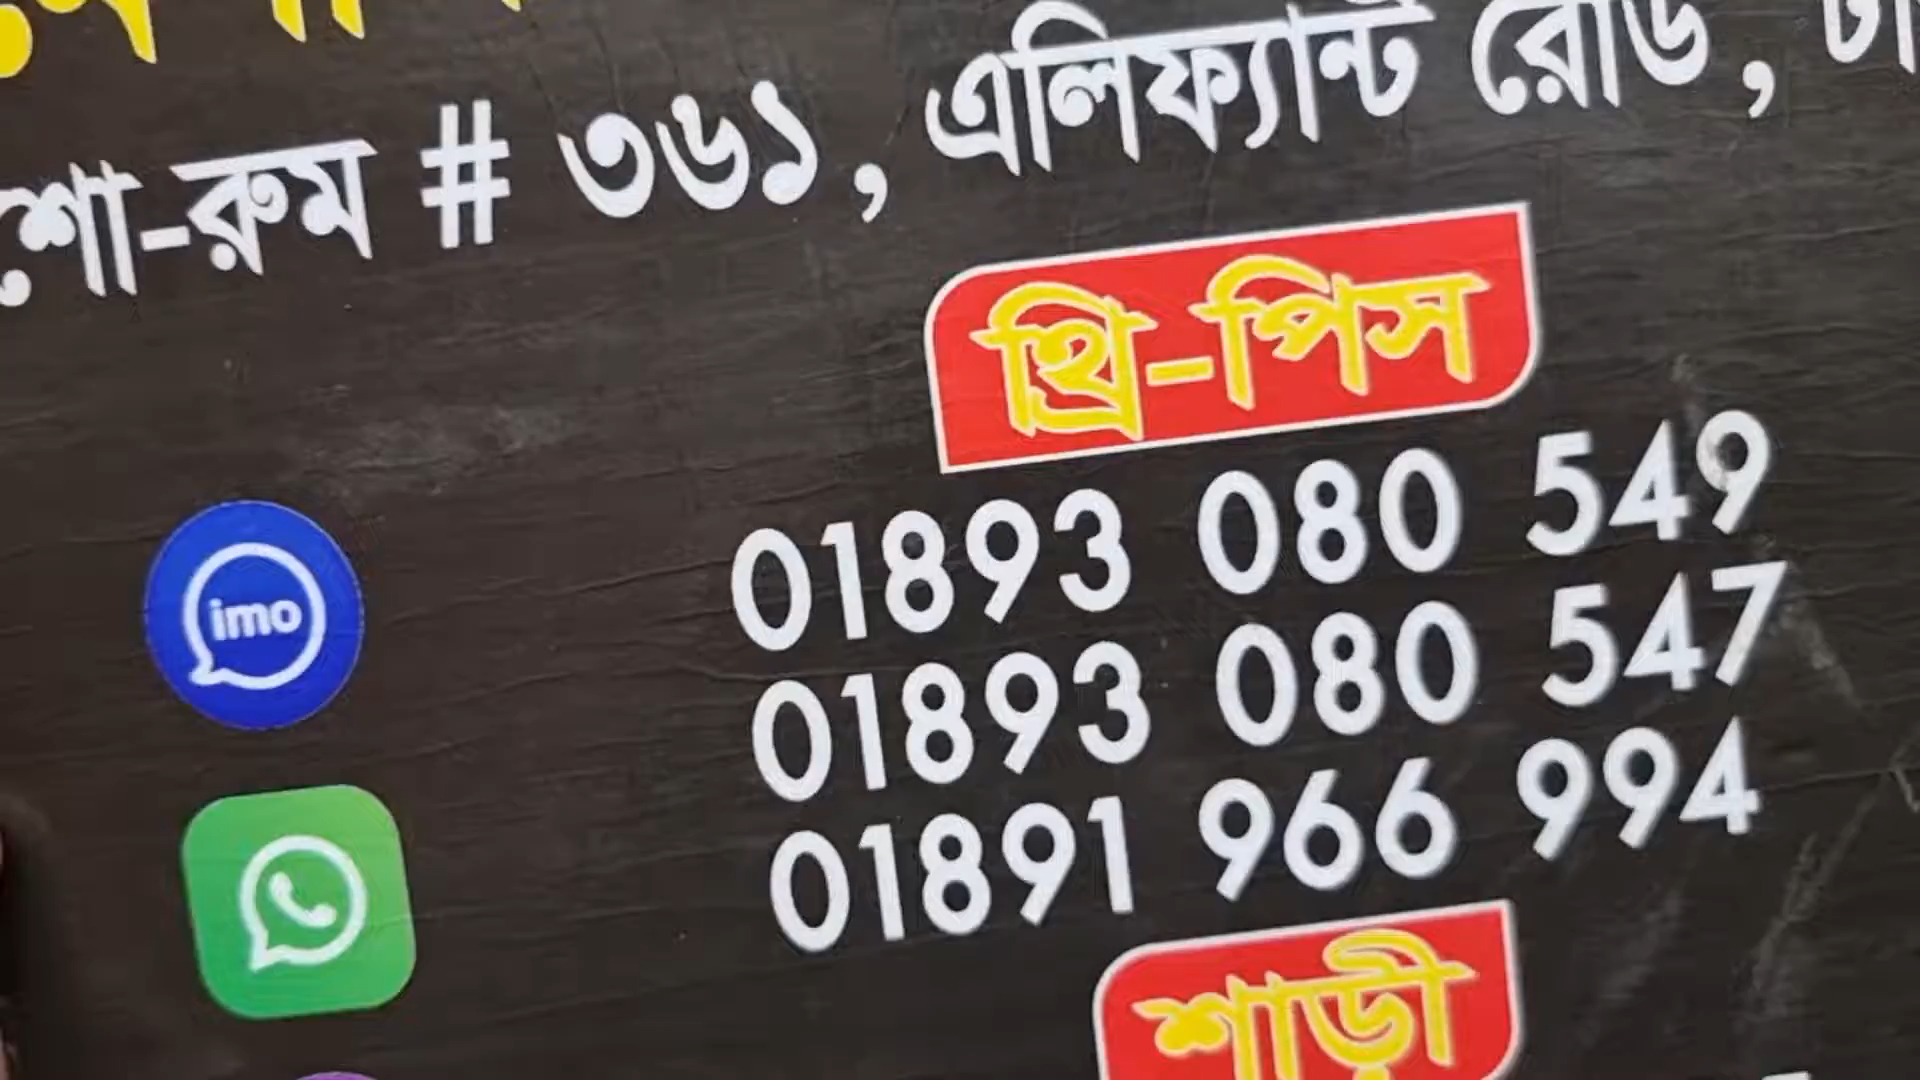 শো-রুম # ৩৬১, এলিফ্যান্ট রোড,
থ্রি-পিস
01893 080 549
imo
01893 080 547
01891 966 994
শাড়ী